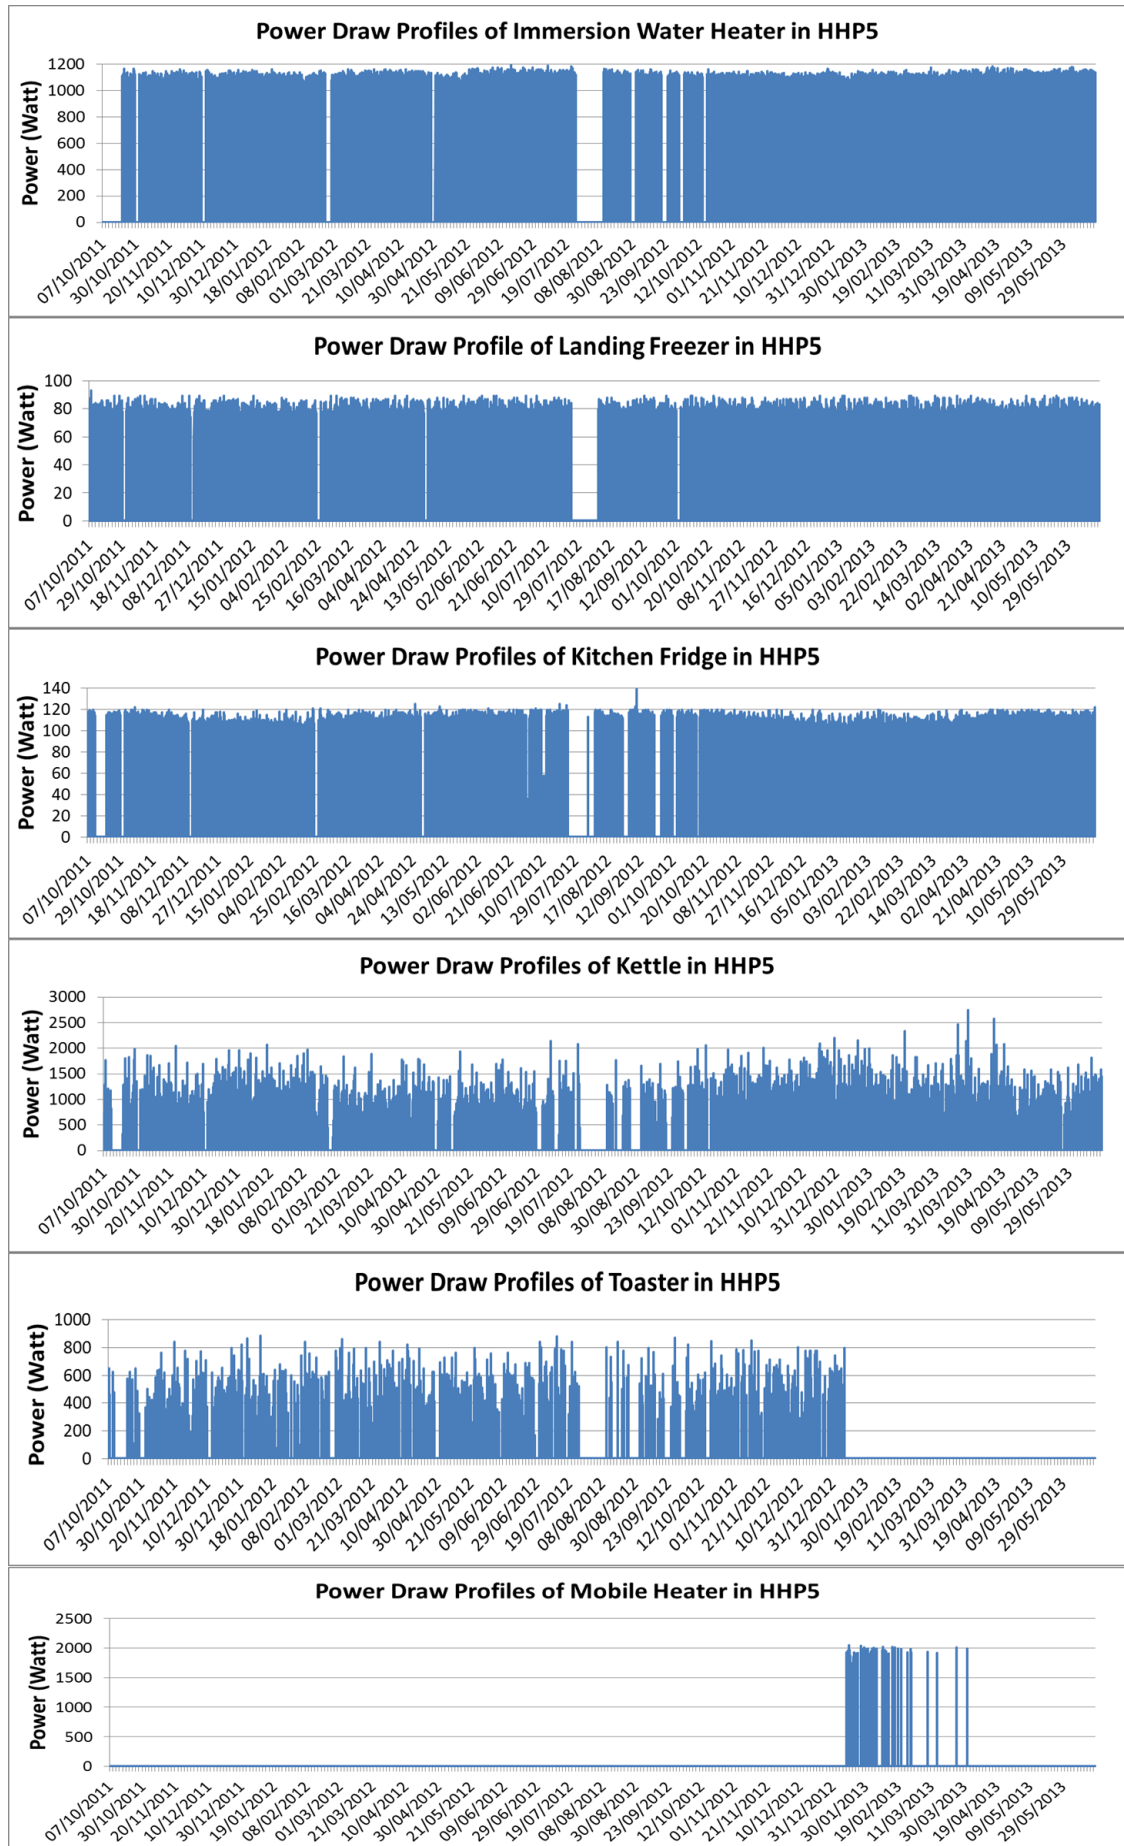 Power Draw Profiles of Immersion Water Heater in HHP5
Power (Watt)
1200
1000
800
600
400
200
0
07/10/2011 30/10/2011 20/11/2011 10/12/2011 30/12/2011 18/01/2012 08/02/2012 01/03/2012 21/03/2012 10/04/2012 30/04/2012 21/05/2012 09/06/2012 29/06/2012 19/07/2012 08/08/2012 30/08/2012 23/09/2012 12/10/2012 01/11/2012 21/11/2012 10/12/2012 31/12/2012 30/01/2013 19/02/2013 11/03/2013 31/03/2013 19/04/2013 09/05/2013 29/05/2013
Power Draw Profile of Landing Freezer in HHP5
Power (Watt)
100
80
60
40
20
0
07/10/2011 29/10/2011 18/11/2011 08/12/2011 27/12/2011 15/01/2012 04/02/2012 25/02/2012 16/03/2012 04/04/2012 24/04/2012 13/05/2012 02/06/2012 21/06/2012 10/07/2012 29/07/2012 17/08/2012 12/09/2012 01/10/2012 20/10/2012 08/11/2012 27/11/2012 16/12/2012 05/01/2013 03/02/2013 22/02/2013 14/03/2013 02/04/2013 21/04/2013 10/05/2013 29/05/2013
Power Draw Profiles of Kitchen Fridge in HHP5
Power (Watt)
140
120
100
80
60
40
20
0
07/10/2011 29/10/2011 18/11/2011 08/12/2011 27/12/2011 15/01/2012 04/02/2012 25/02/2012 16/03/2012 04/04/2012 24/04/2012 13/05/2012 02/06/2012 21/06/2012 10/07/2012 29/07/2012 17/08/2012 12/09/2012 01/10/2012 20/10/2012 08/11/2012 27/11/2012 16/12/2012 05/01/2013 03/02/2013 22/02/2013 14/03/2013 02/04/2013 21/04/2013 10/05/2013 29/05/2013
Power Draw Profiles of Kettle in HHP5
Power (Watt)
3000
2500
2000
1500
1000
500
0
07/10/2011 30/10/2011 20/11/2011 10/12/2011 30/12/2011 18/01/2012 08/02/2012 01/03/2012 21/03/2012 10/04/2012 30/04/2012 21/05/2012 09/06/2012 29/06/2012 19/07/2012 08/08/2012 30/08/2012 23/09/2012 12/10/2012 01/11/2012 21/11/2012 10/12/2012 31/12/2012 30/01/2013 19/02/2013 11/03/2013 31/03/2013 19/04/2013 09/05/2013 29/05/2013
Power Draw Profiles of Toaster in HHP5
Power (Watt)
1000
800
600
400
200
0
07/10/2011 30/10/2011 20/11/2011 10/12/2011 30/12/2011 18/01/2012 08/02/2012 01/03/2012 21/03/2012 10/04/2012 30/04/2012 21/05/2012 09/06/2012 29/06/2012 19/07/2012 08/08/2012 30/08/2012 23/09/2012 12/10/2012 01/11/2012 21/11/2012 10/12/2012 31/12/2012 30/01/2013 19/02/2013 11/03/2013 31/03/2013 19/04/2013 09/05/2013 29/05/2013
Power Draw Profiles of Mobile Heater in HHP5
Power (Watt)
2500
2000
1500
1000
500
0
07/10/2011 30/10/2011 20/11/2011 10/12/2011 30/12/2011 19/01/2012 08/02/2012 01/03/2012 21/03/2012 10/04/2012 30/04/2012 21/05/2012 09/06/2012 29/06/2012 19/07/2012 08/08/2012 30/08/2012 23/09/2012 12/10/2012 01/11/2012 21/11/2012 10/12/2012 31/12/2012 30/01/2013 19/02/2013 11/03/2013 30/03/2013 19/04/2013 09/05/2013 29/05/2013